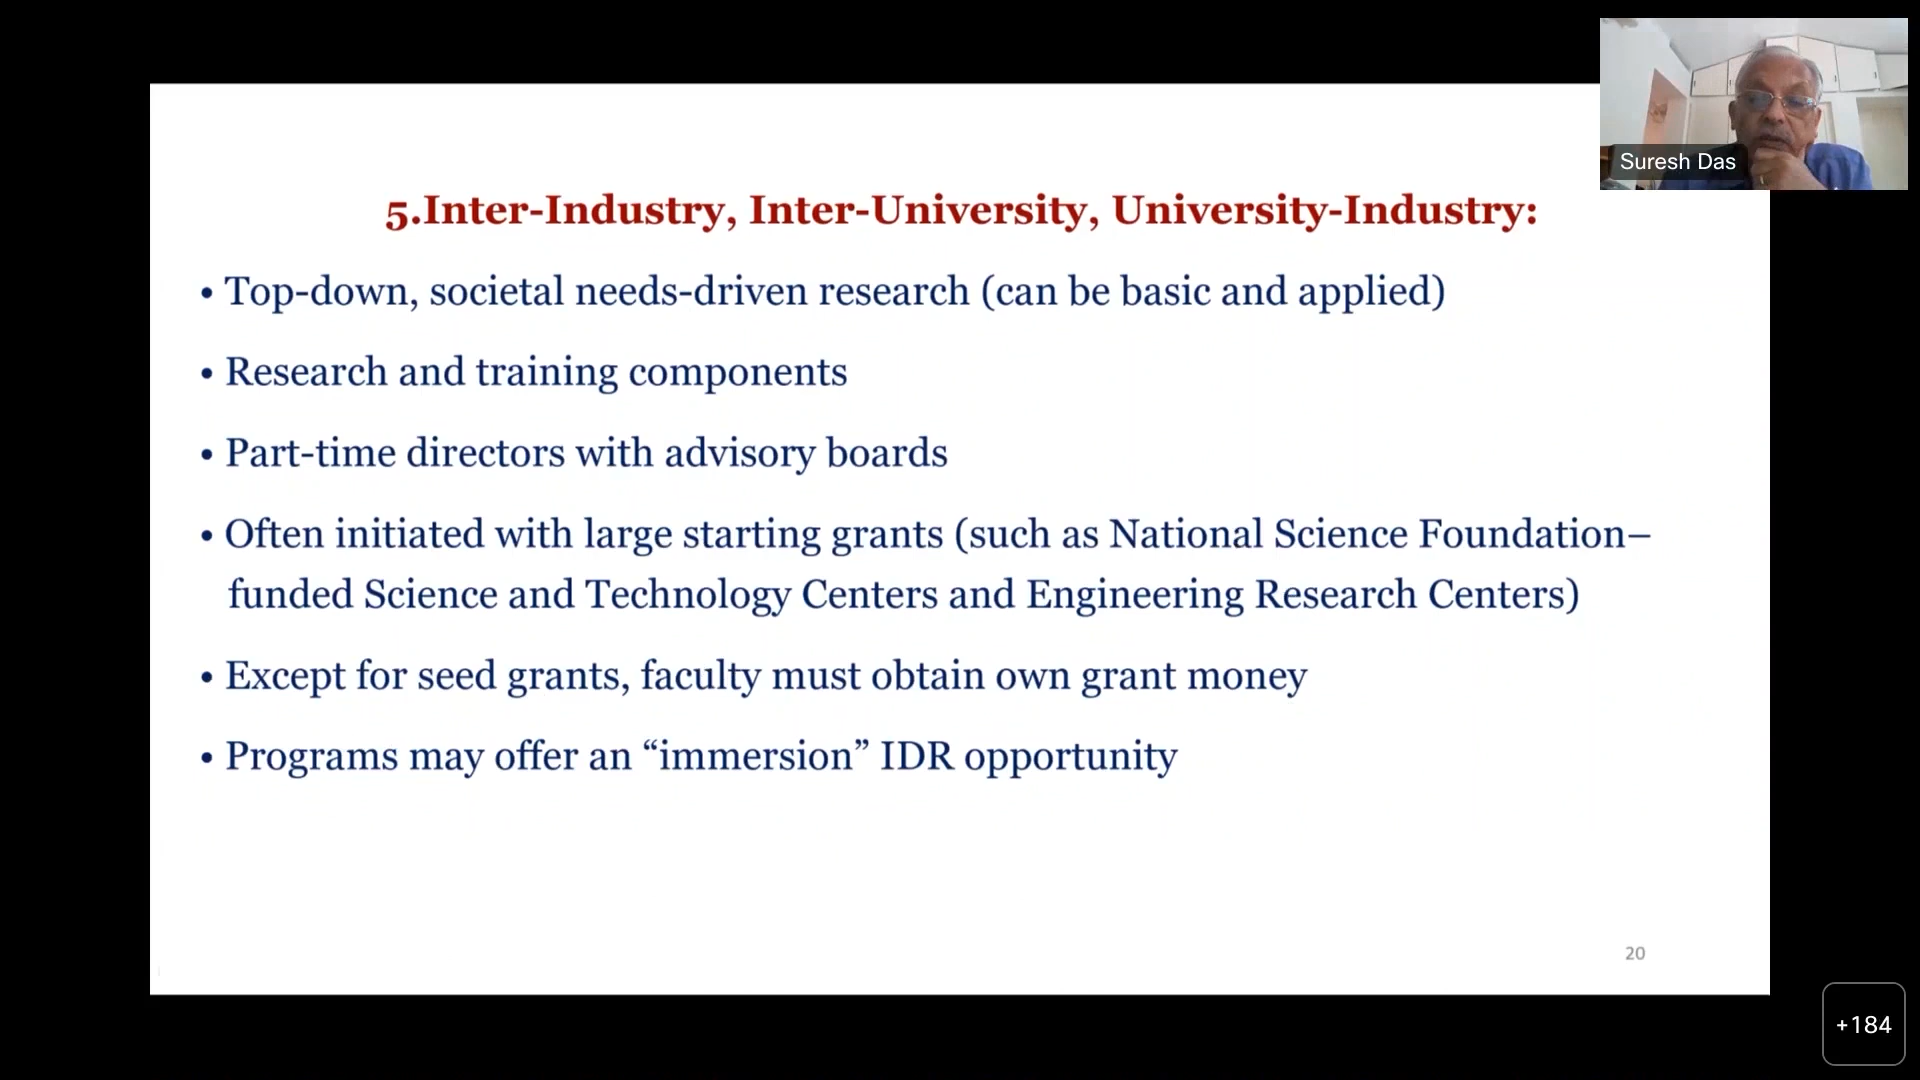 Suresh Das
5.Inter-Industry, Inter-University, University-Industry:
• Top-down, societal needs-driven research (can be basic and applied)
• Research and training components
• Part-time directors with advisory boards
• Often initiated with large starting grants (such as National Science Foundation–
funded Science and Technology Centers and Engineering Research Centers)
• Except for seed grants, faculty must obtain own grant money
• Programs may offer an “immersion” IDR opportunity
20
+184